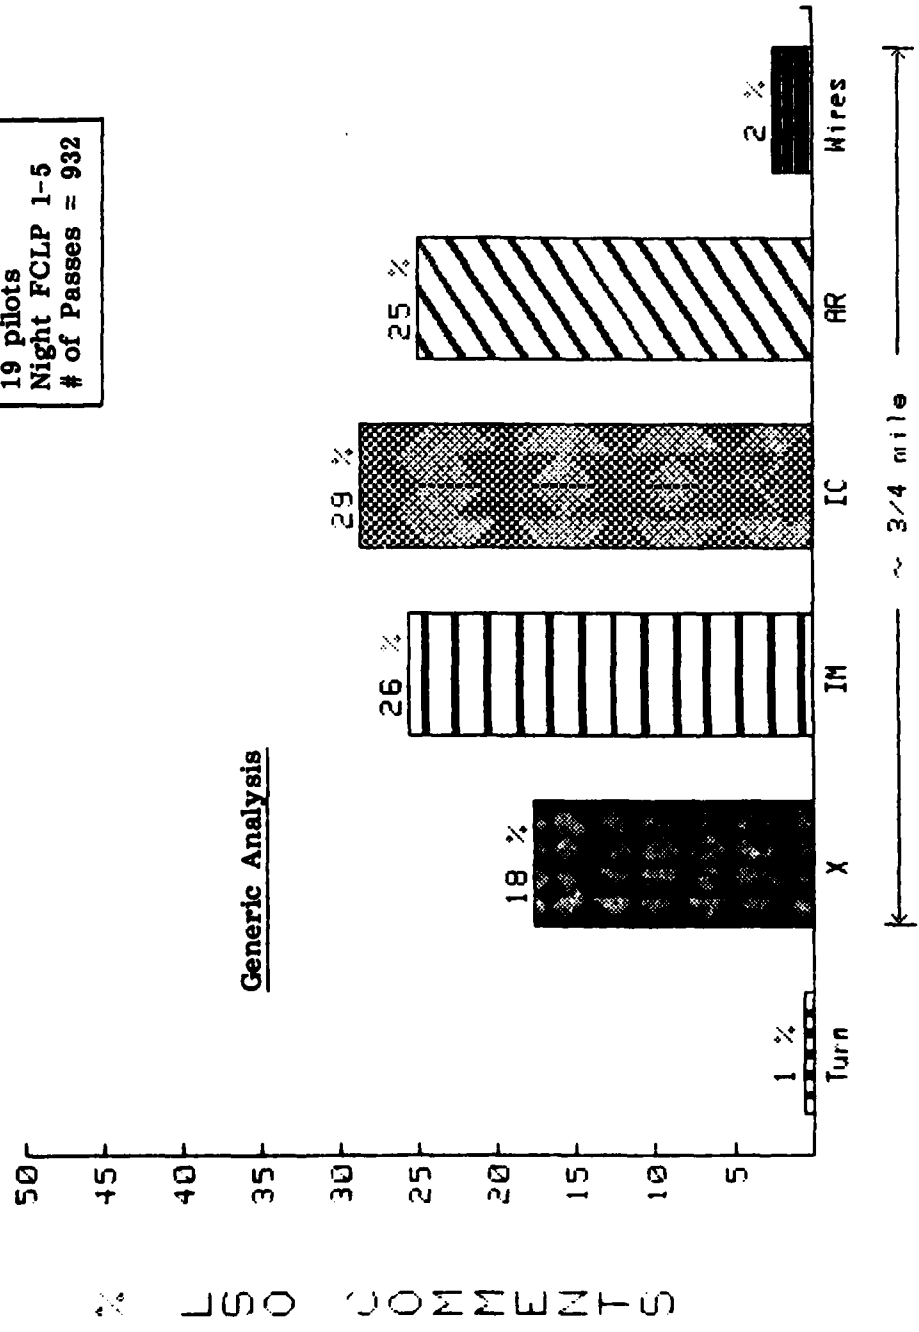 19 pilots
Night FCLP 1-5
# of Passes = 932
Generic Analysis
% LSO COMMENTS
50
45
40
35
30
25
20
15
10
5
1 %
18 %
26 %
29 %
25 %
2 %
Turn
X
IM
IC
AR
Wires
~ 3/4 mile